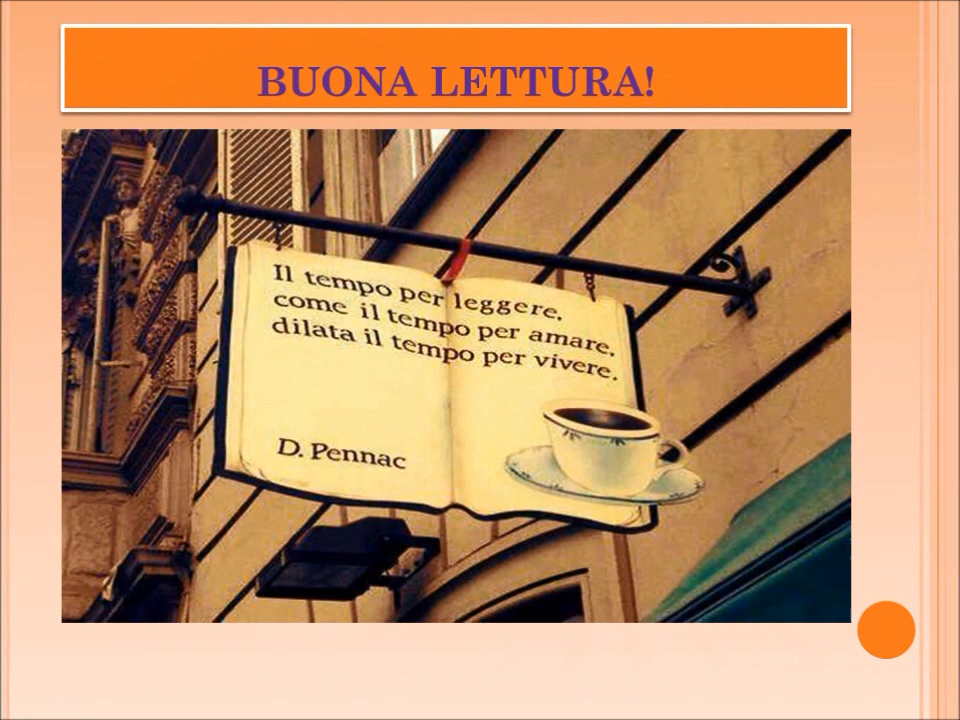 BUONA LETTURA!
Il tempo per leggere,
come il tempo per amare,
dilata il tempo per vivere.
D. Pennac